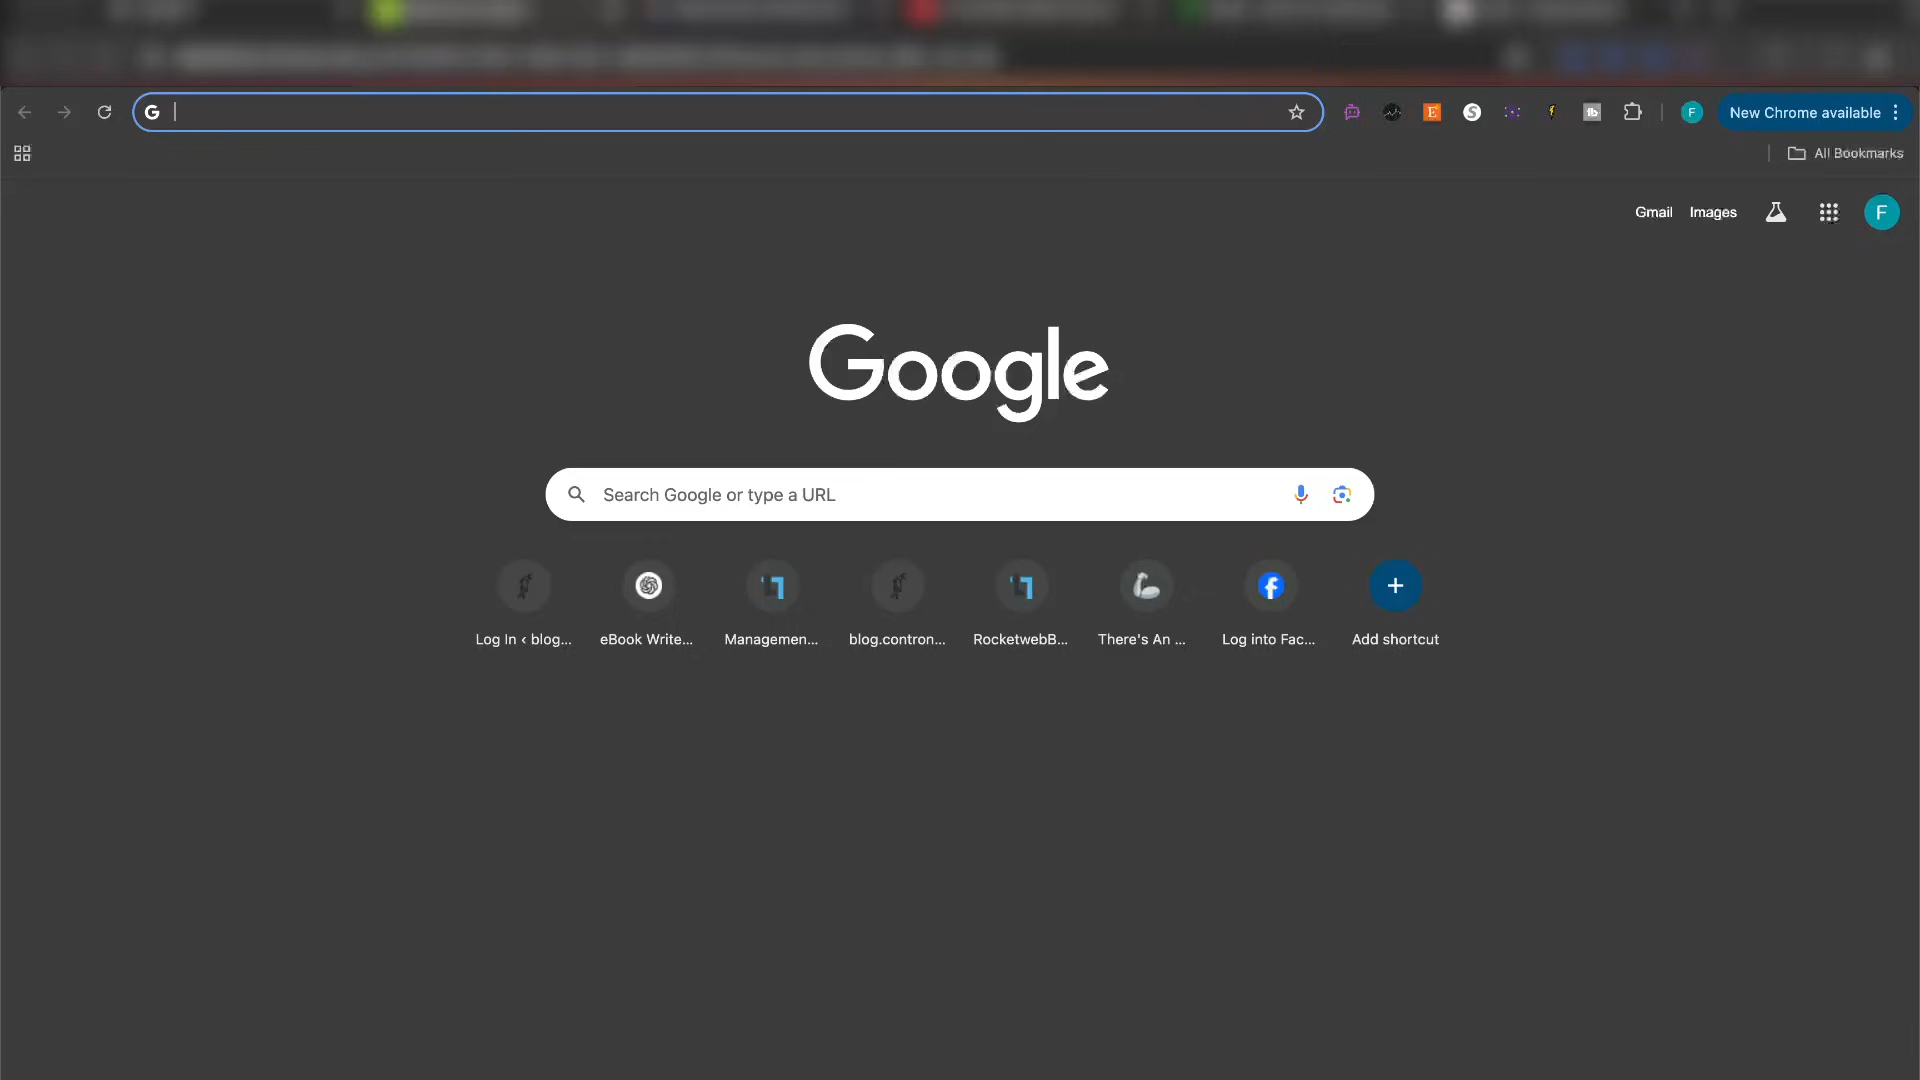 New Chrome available
All Bookmarks
Gmail Images
F
Google
Search Google or type a URL
Log In ‹ blog...
eBook Write...
Managemen...
blog.contron...
RocketwebB...
There's An ...
Log into Fac...
Add shortcut